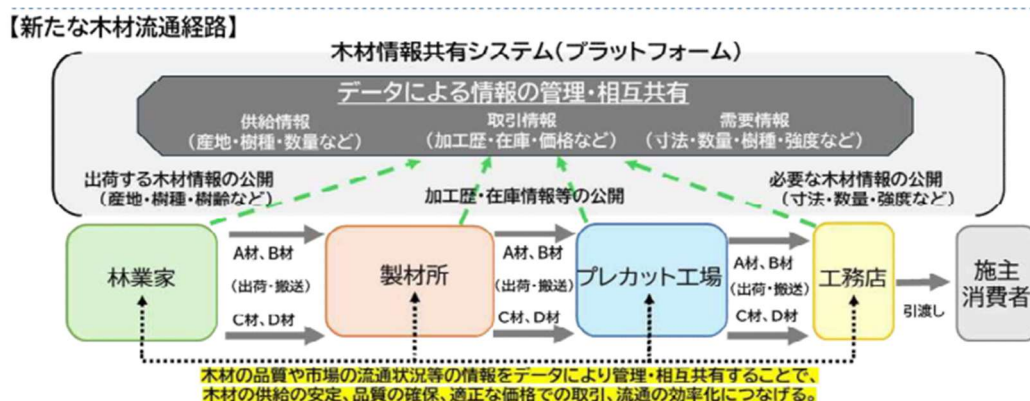 【新たな木材流通経路】
木材情報共有システム(プラットフォーム)
データによる情報の管理・相互共有
供給情報
(産地・樹種・数量など)
取引情報
(加工歴・在庫・価格など)
需要情報
(寸法・数量・樹種・強度など)
出荷する木材情報の公開
(産地・樹種・樹齢など)
加工歴・在庫情報等の公開
必要な木材情報の公開
(寸法・数量・強度など)
林業家
A材、B材
(出荷・搬送)
C材、D材
製材所
A材、B材
(出荷・搬送)
C材、D材
プレカット工場
A材、B材
(出荷・搬送)
C材、D材
工務店
引渡し
施主
消費者
木材の品質や市場の流通状況等の情報をデータにより管理・相互共有することで、
木材の供給の安定、品質の確保、適正な価格での取引、流通の効率化につなげる。